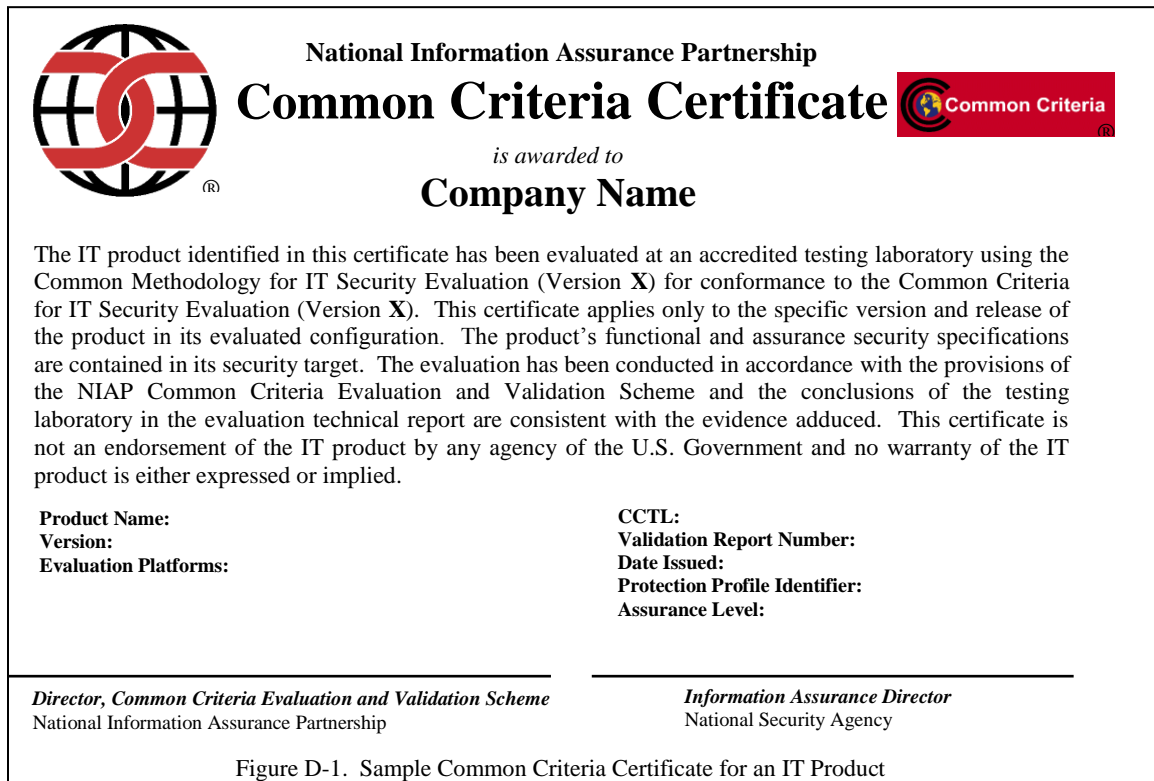 National Information Assurance Partnership
Common Criteria Certificate
Common Criteria
®
®
is awarded to
Company Name
The IT product identified in this certificate has been evaluated at an accredited testing laboratory using the
Common Methodology for IT Security Evaluation (Version X) for conformance to the Common Criteria
for IT Security Evaluation (Version X). This certificate applies only to the specific version and release of
the product in its evaluated configuration. The product's functional and assurance security specifications
are contained in its security target. The evaluation has been conducted in accordance with the provisions of
the NIAP Common Criteria Evaluation and Validation Scheme and the conclusions of the testing
laboratory in the evaluation technical report are consistent with the evidence adduced. This certificate is
not an endorsement of the IT product by any agency of the U.S. Government and no warranty of the IT
product is either expressed or implied.
Product Name:
Version:
Evaluation Platforms:
CCTL:
Validation Report Number:
Date Issued:
Protection Profile Identifier:
Assurance Level:
Director, Common Criteria Evaluation and Validation Scheme
National Information Assurance Partnership
Information Assurance Director
National Security Agency
Figure D-1. Sample Common Criteria Certificate for an IT Product